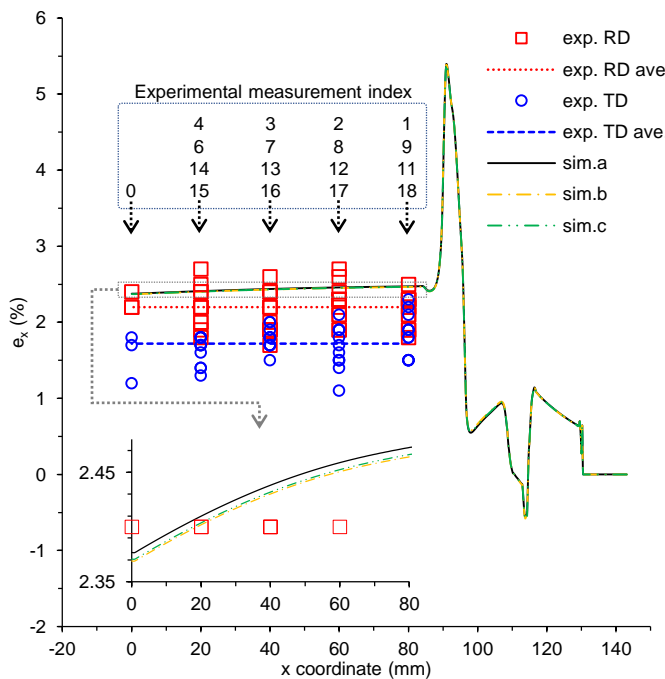 6
5
4
3
2
1
0
-1
-2
e_x (%)
Experimental measurement index
4 3 2 1
6 7 8 9
14 13 12 11
0 15 16 17 18
exp. RD
exp. RD ave
exp. TD
exp. TD ave
sim.a
sim.b
sim.c
2.45
2.35
0 20 40 60 80
-20 0 20 40 60 80 100 120 140
x coordinate (mm)